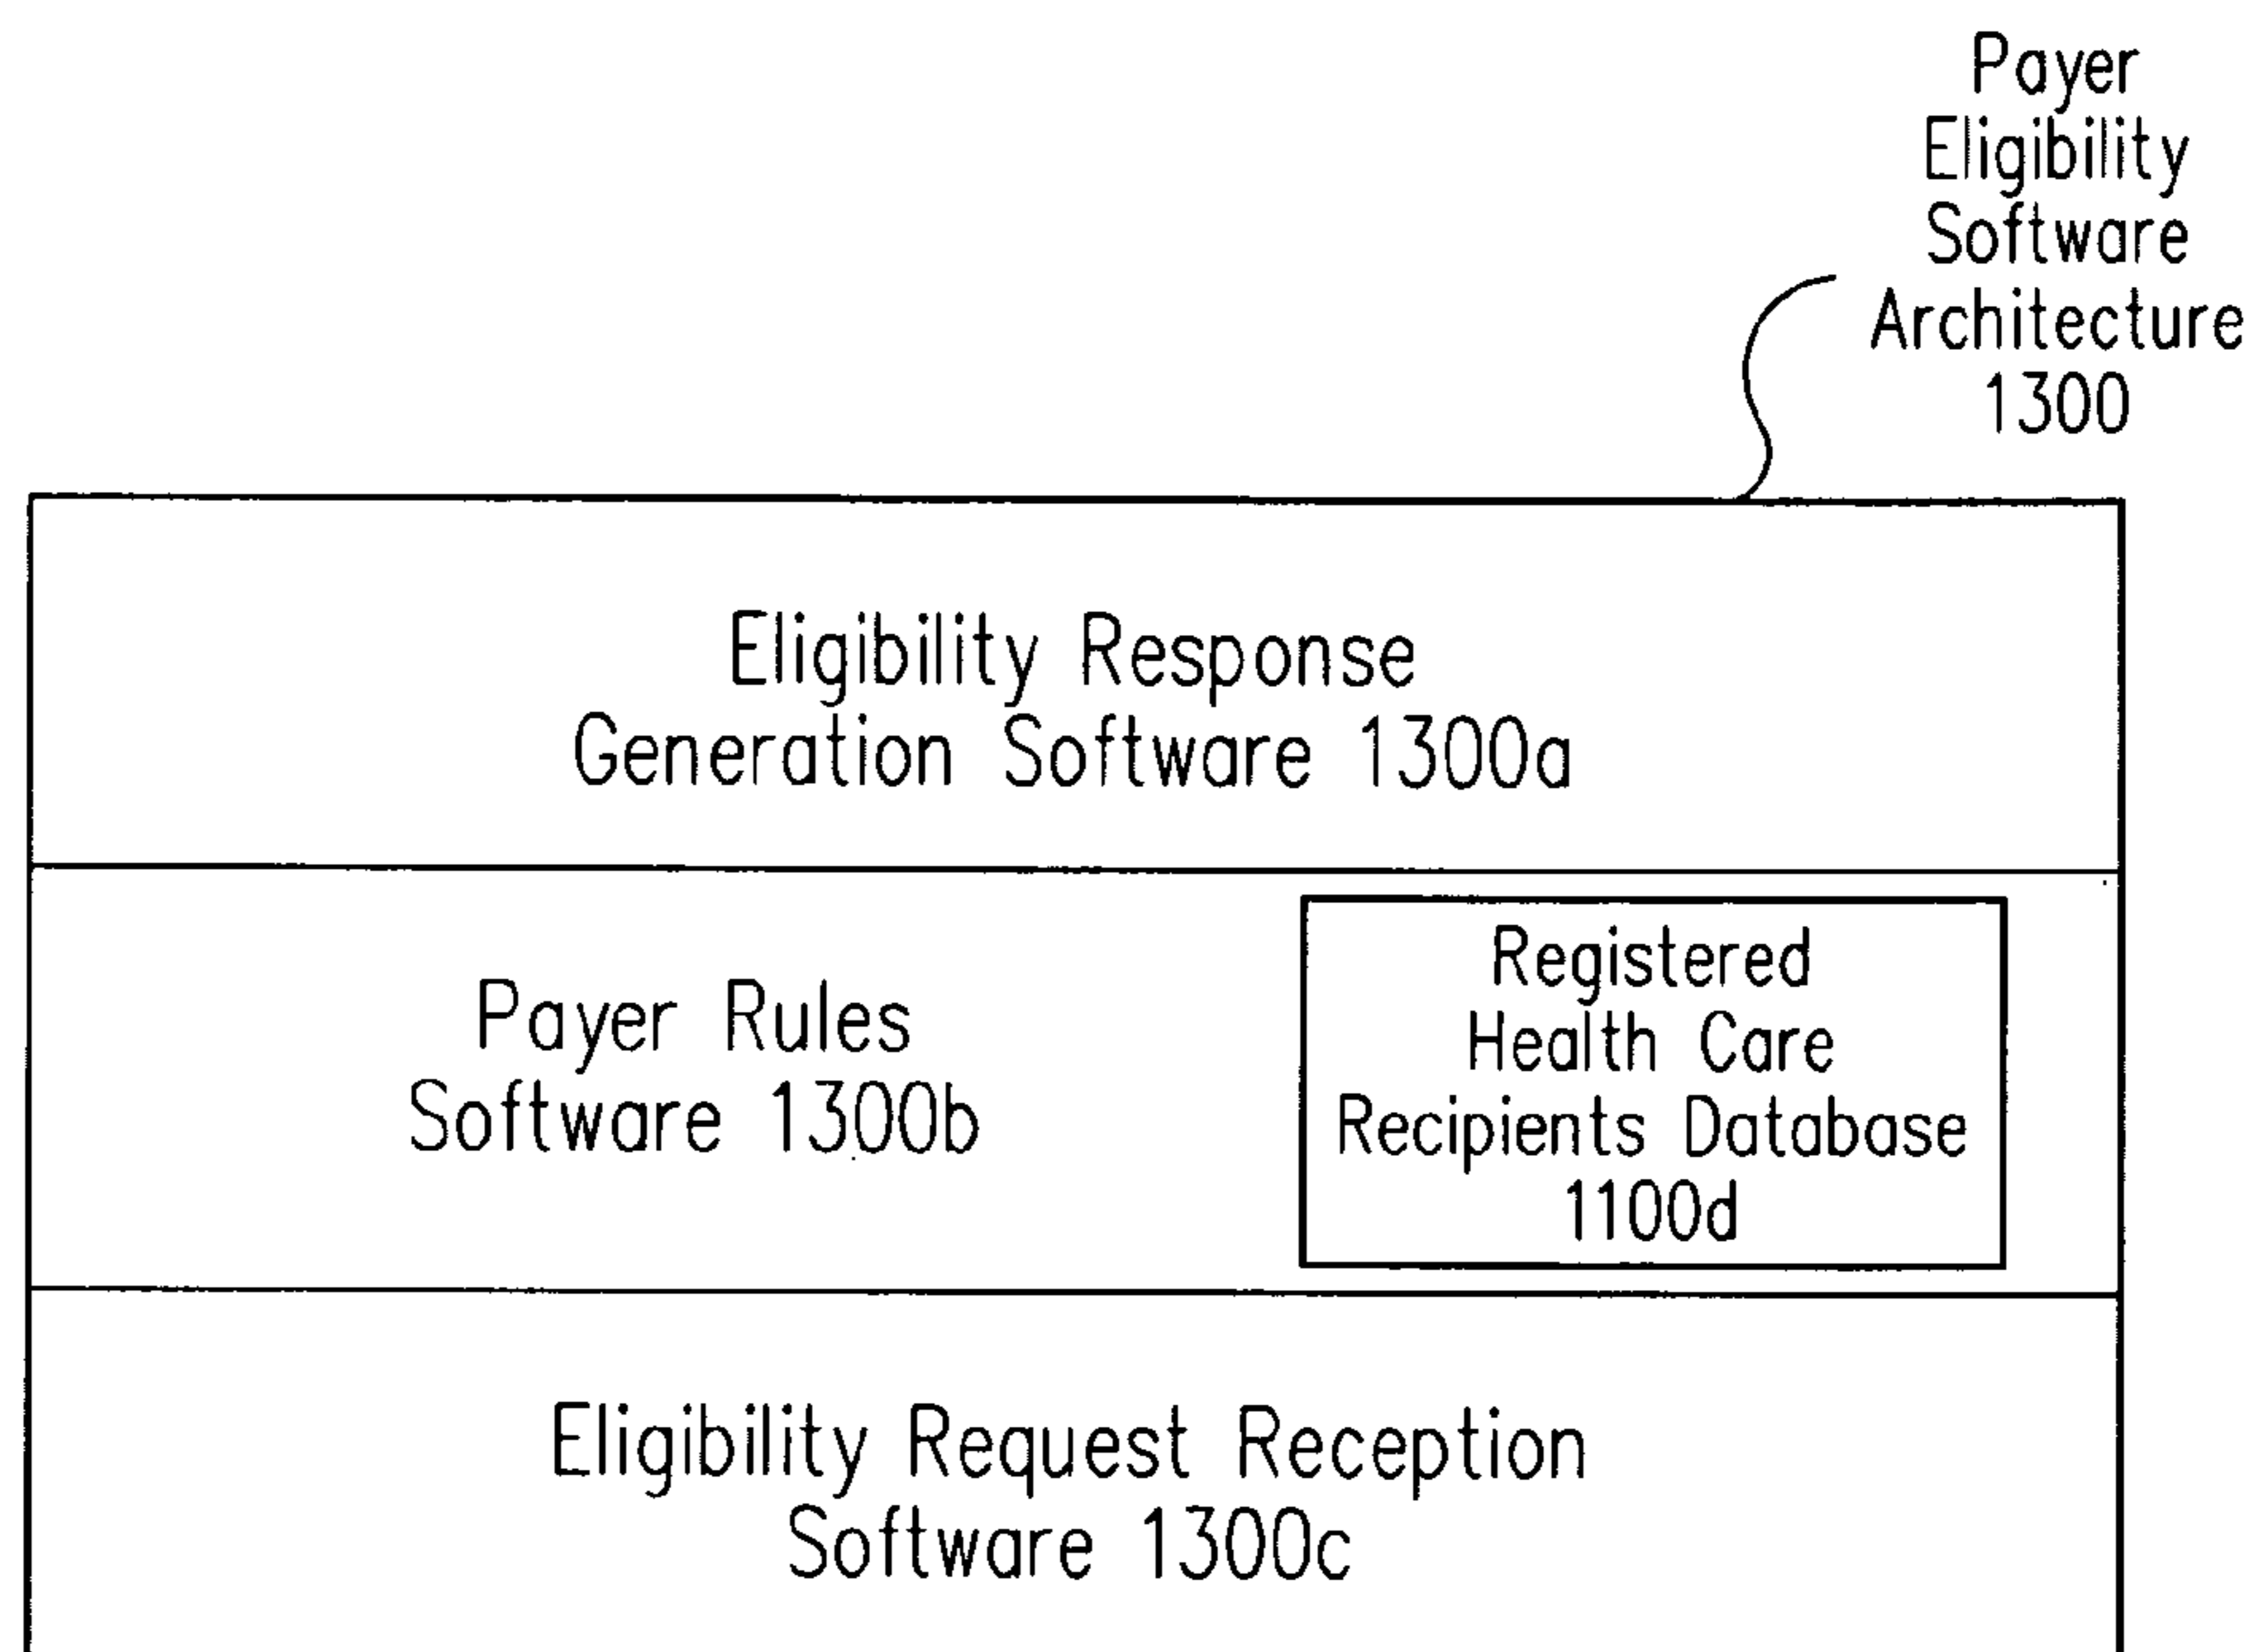 Payer
Eligibility
Software
Architecture
1300
Eligibility Response
Generation Software 1300a
Payer Rules
Software 1300b
Registered
Health Care
Recipients Database
1100d
Eligibility Request Reception
Software 1300c